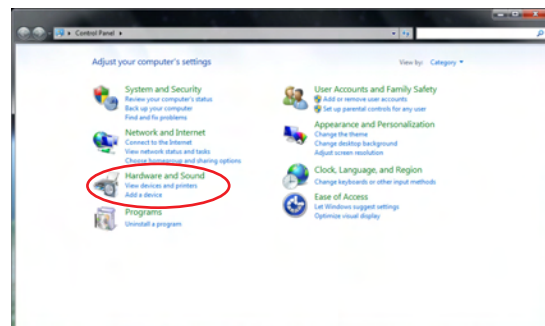 Control Panel
Adjust your computer's settings
View by: Category
System and Security
Review your computer's status
Back up your computer
Find and fix problems
Network and Internet
Connect to the Internet
View network status and tasks
Choose homegroup and sharing options
Hardware and Sound
View devices and printers
Add a device
Programs
Uninstall a program
User Accounts and Family Safety
Add or remove user accounts
Set up parental controls for any user
Appearance and Personalization
Change the theme
Change desktop background
Adjust screen resolution
Clock, Language, and Region
Change keyboards or other input methods
Ease of Access
Let Windows suggest settings
Optimize visual display